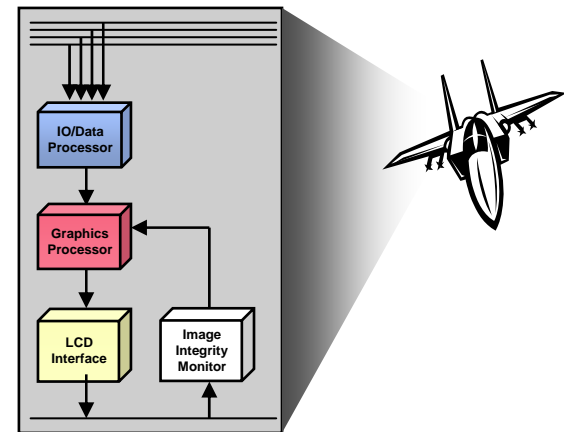 IO/Data
Processor
Graphics
Processor
LCD
Interface
Image
Integrity
Monitor